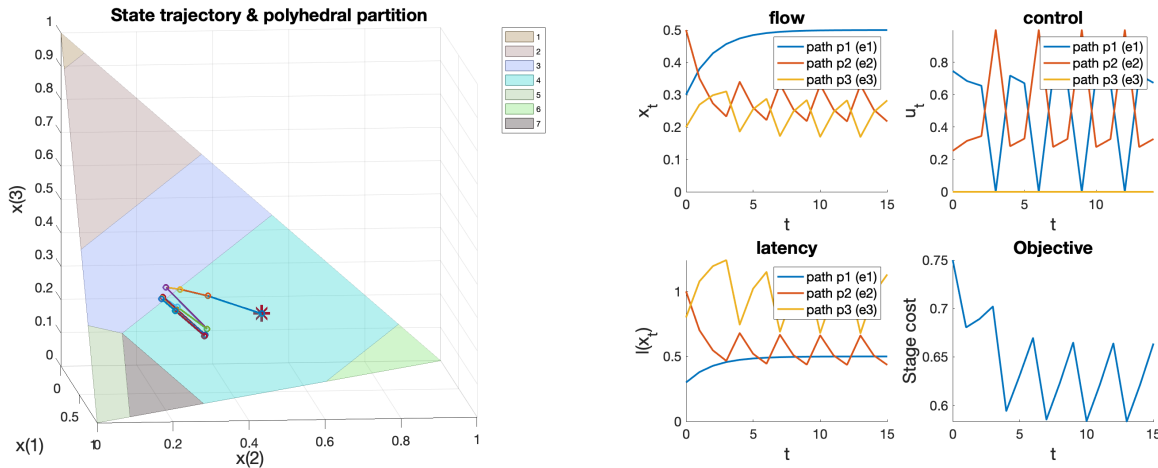 State trajectory & polyhedral partition
1
0.9
0.8
0.7
0.6
0.5
0.4
0.3
0.2
0.1
0
x(3)
0
0.5
1
x(1)
0
0.2
0.4
0.6
0.8
1
x(2)
1
2
3
4
5
6
7
flow
0.5
0.4
0.3
0.2
0.1
0
x_t
path p1 (e1)
path p2 (e2)
path p3 (e3)
0
5
10
15
t
control
0.8
0.6
0.4
0.2
0
u_t
path p1 (e1)
path p2 (e2)
path p3 (e3)
0
5
10
t
latency
1
0.5
0
l(x_t)
path p1 (e1)
path p2 (e2)
path p3 (e3)
0
5
10
15
t
Objective
0.75
0.7
0.65
0.6
Stage cost
0
5
10
15
t